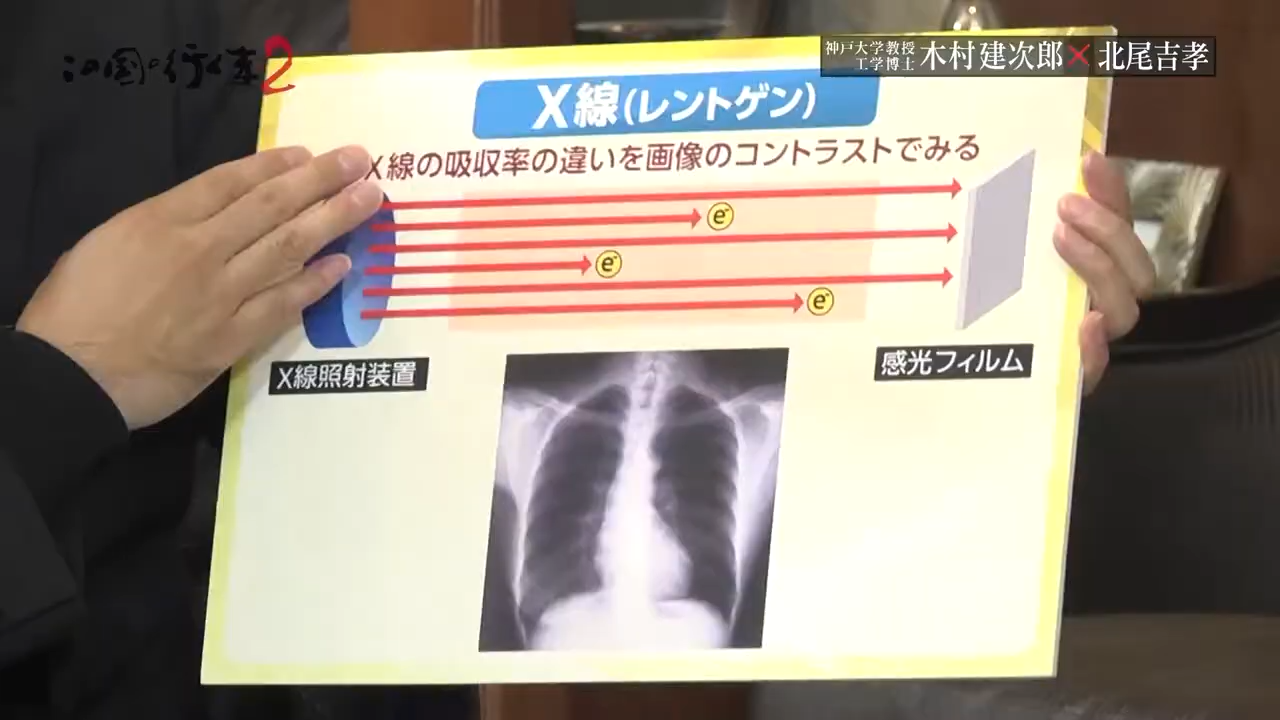 この国の行く末2
神戸大学教授
工学博士 木村建次郎×北尾吉孝
X線(レントゲン)
X線の吸収率の違いを画像のコントラストでみる
e-
e-
e-
X線照射装置
感光フィルム